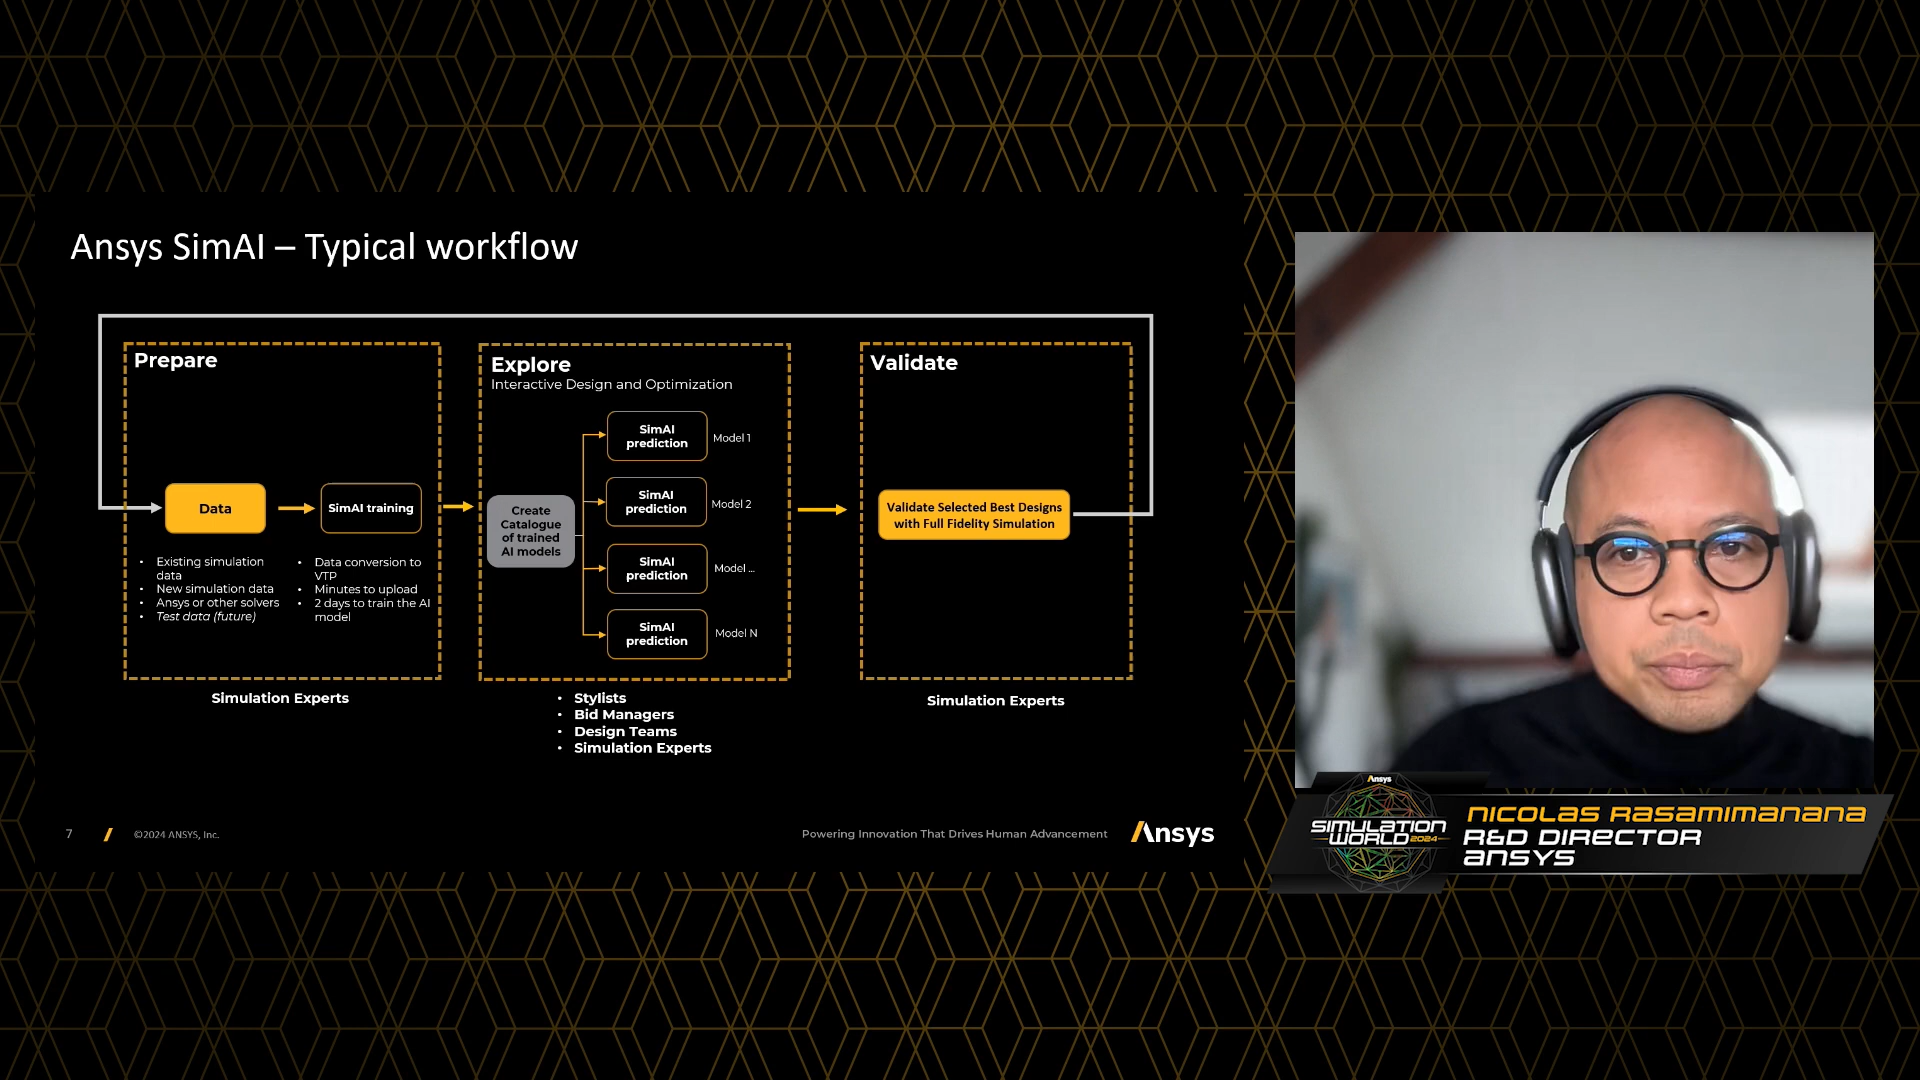 Ansys SimAI – Typical workflow
Prepare
Data
SimAI training
• Existing simulation
data
• New simulation data
• Ansys or other solvers
• Test data (future)
• Data conversion to
VTP
• Minutes to upload
• 2 days to train the AI
model
Simulation Experts
Explore
Interactive Design and Optimization
Create
Catalogue
of trained
AI models
SimAI
prediction
Model 1
SimAI
prediction
Model 2
SimAI
prediction
Model ...
SimAI
prediction
Model N
• Stylists
• Bid Managers
• Design Teams
• Simulation Experts
Validate
Validate Selected Best Designs
with Full Fidelity Simulation
Simulation Experts
7
©2024 ANSYS, Inc.
Powering Innovation That Drives Human Advancement
Ansys
Ansys
SIMULATION
WORLD 2024
NICOLAS RASAMIMANANA
R&D DIRECTOR
ANSYS